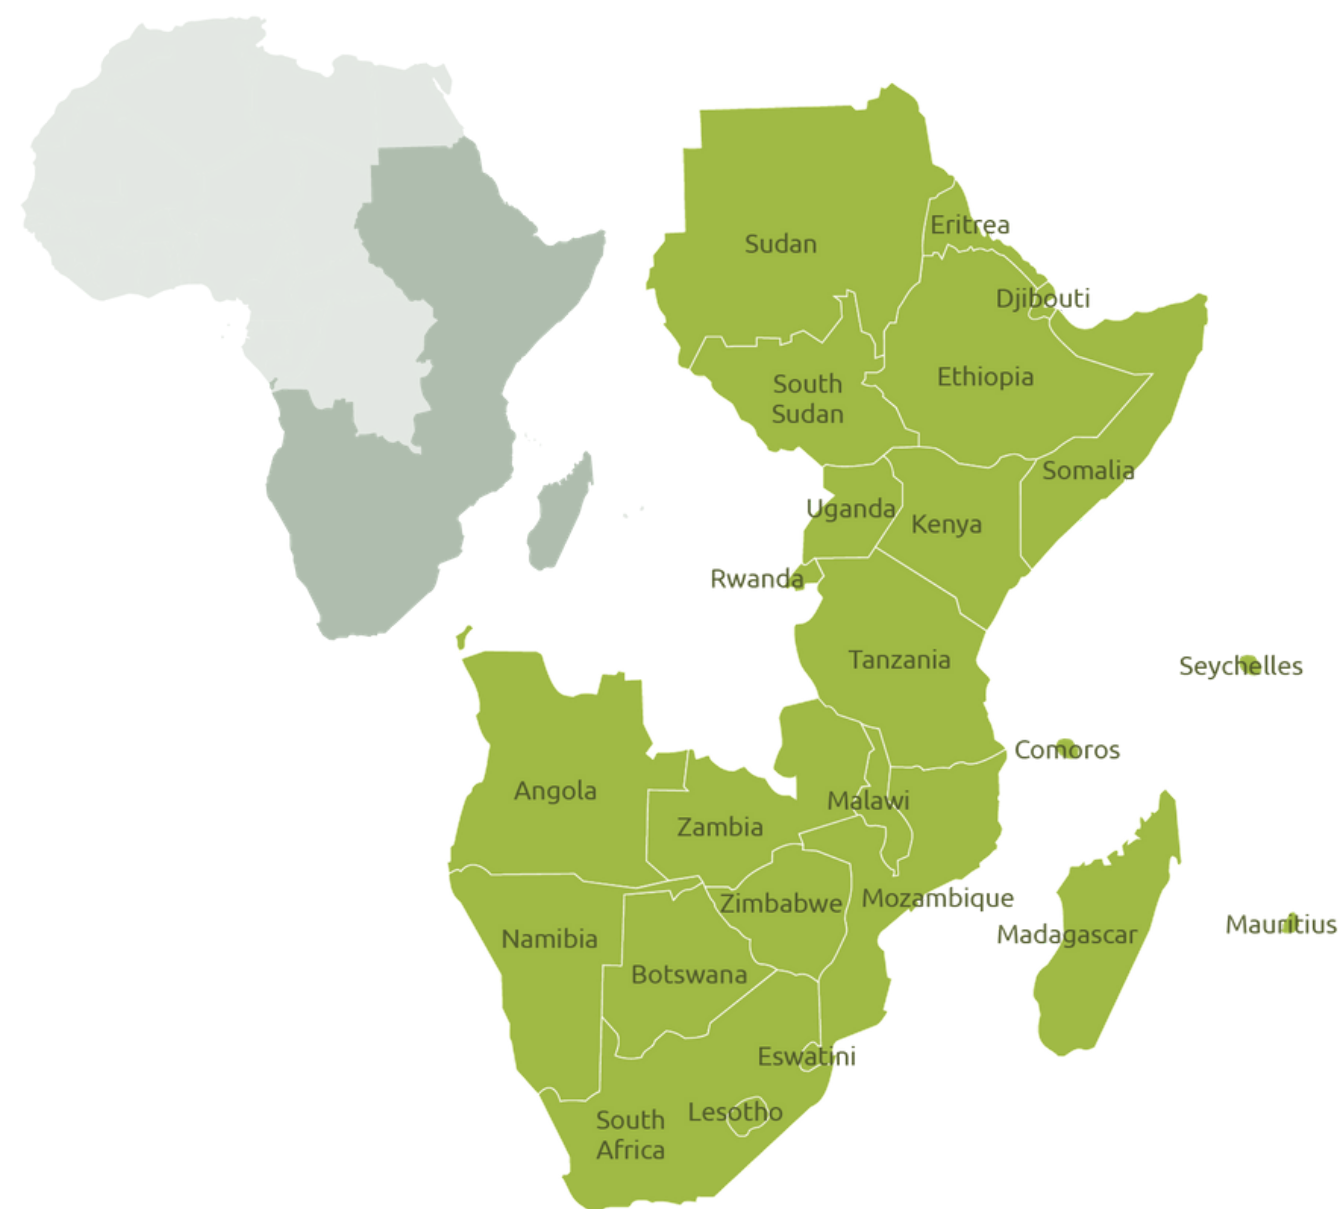 Eritrea
Sudan
Djibouti
Ethiopia
South
Sudan
Somalia
Uganda
Kenya
Rwanda
Tanzania
Seychelles
Comoros
Angola
Malawi
Zambia
Mozambique
Zimbabwe
Mauritius
Madagascar
Namibia
Botswana
Eswatini
Lesotho
South
Africa